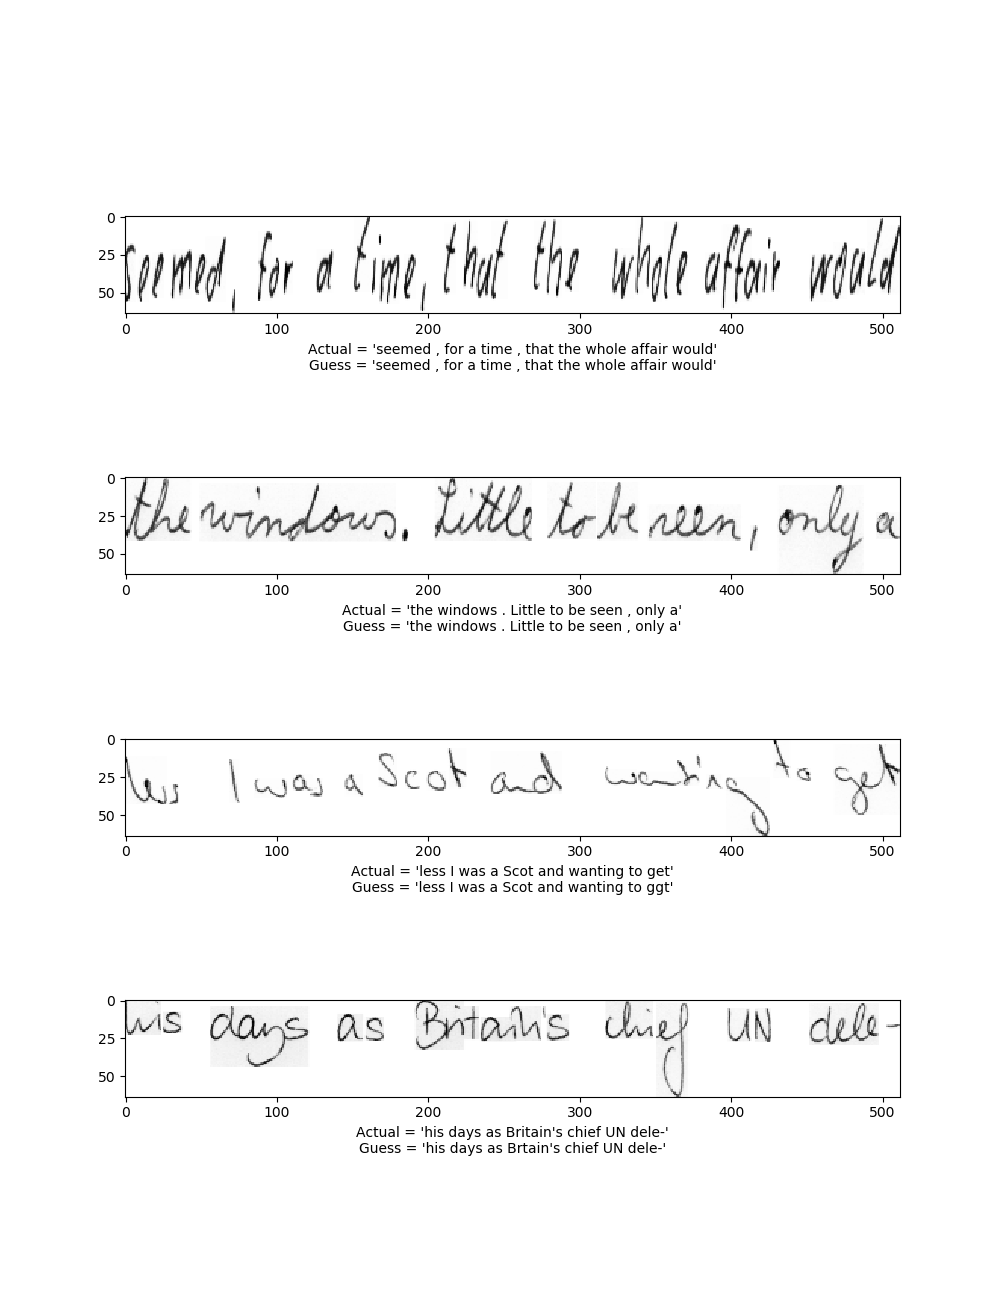 0
25
50
seemed, for a time, that the whole affair would
0 100 200 300 400 500
Actual = 'seemed , for a time , that the whole affair would'
Guess = 'seemed , for a time , that the whole affair would'
0
25
50
the windows. Little to be seen, only a
0 100 200 300 400 500
Actual = 'the windows . Little to be seen , only a'
Guess = 'the windows . Little to be seen , only a'
0
25
50
less I was a Scot and wanting to get
0 100 200 300 400 500
Actual = 'less I was a Scot and wanting to get'
Guess = 'less I was a Scot and wanting to ggt'
0
25
50
his days as Britain's chief UN dele-
0 100 200 300 400 500
Actual = 'his days as Britain's chief UN dele-'
Guess = 'his days as Brtain's chief UN dele-'